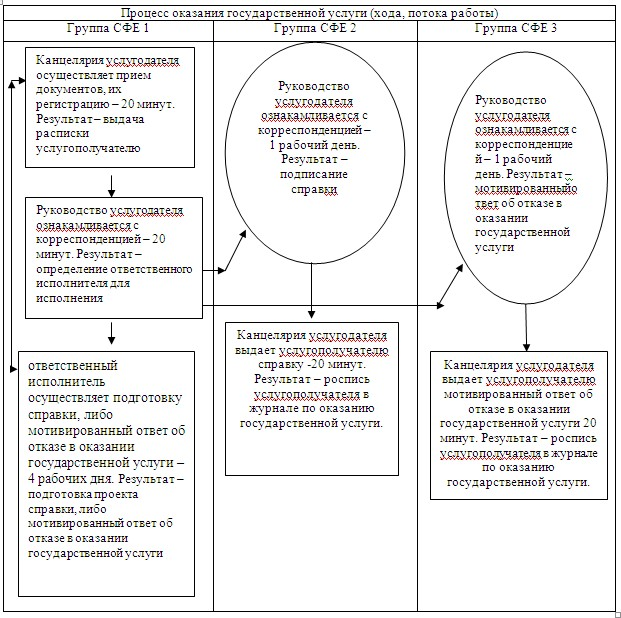 Процесс оказания государственной услуги (хода, потока работы)
Группа СФЕ 1
Группа СФЕ 2
Группа СФЕ 3
Канцелярия услугодателя
осуществляет прием
документов, их
регистрацию – 20 минут.
Результат – выдача
расписки
услугополучателю
Руководство услугодателя
ознакамливается с
корреспонденцией – 20
минут. Результат –
определение ответственного
исполнителя для
исполнения
ответственный
исполнитель
осуществляет подготовку
справки, либо
мотивированный ответ об
отказе в оказании
государственной услуги –
4 рабочих дня. Результат –
подготовка проекта
справки, либо
мотивированный ответ об
отказе в оказании
государственной услуги
Руководство
услугодателя
ознакамливается с
корреспонденцией –
1 рабочий день.
Результат –
подписание
справки
Канцелярия услугодателя
выдает услугополучателю
справку -20 минут.
Результат – роспись
услугополучателя в
журнале по оказанию
государственной услуги.
Руководство
услугодателя
ознакамливается с
корреспонденцие
й – 1 рабочий
день. Результат –
мотивированныйо
твет об отказе в
оказании
государственной
услуги
Канцелярия услугодателя
выдает услугополучателю
мотивированный ответ об
отказе в оказании
государственной услуги 20
минут. Результат – роспись
услугополучателя в журнале
по оказанию
государственной услуги.